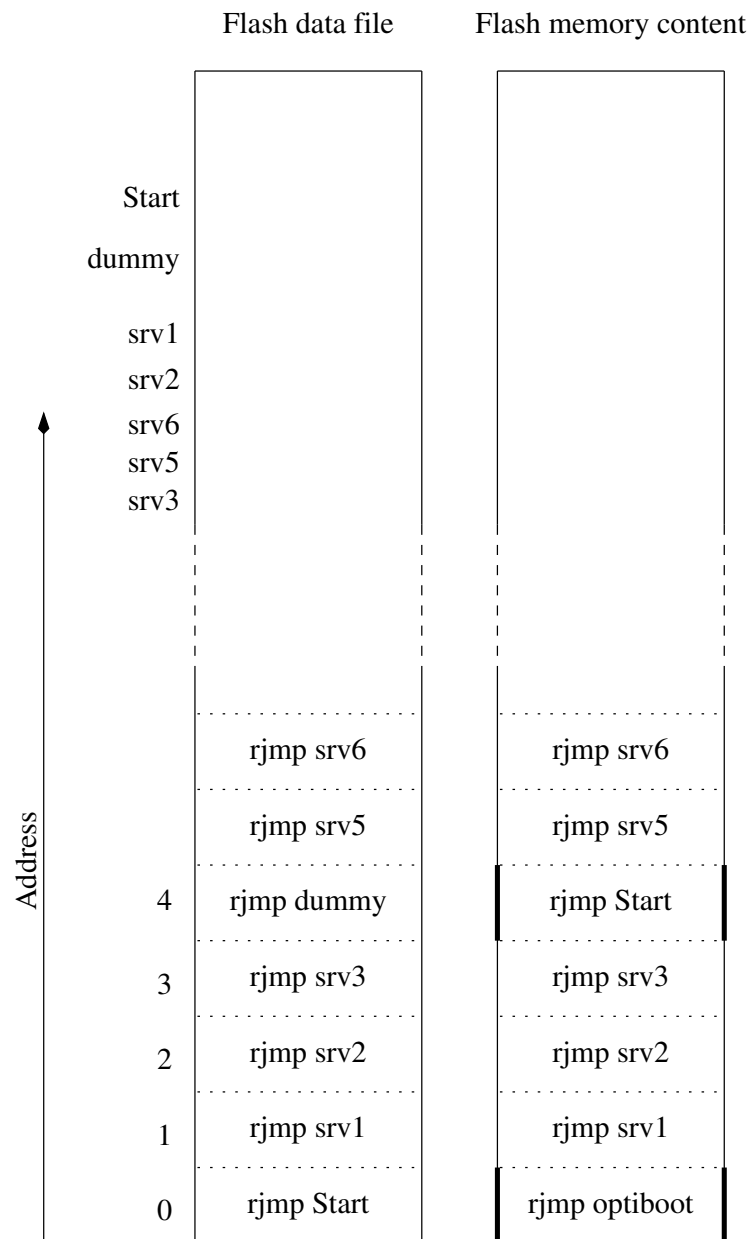 Flash data file Flash memory content
Start
dummy
srv1
srv2
srv6
srv5
srv3
rjmp srv6 rjmp srv6
rjmp srv5 rjmp srv5
Address
4 rjmp dummy rjmp Start
3 rjmp srv3 rjmp srv3
2 rjmp srv2 rjmp srv2
1 rjmp srv1 rjmp srv1
0 rjmp Start rjmp optiboot